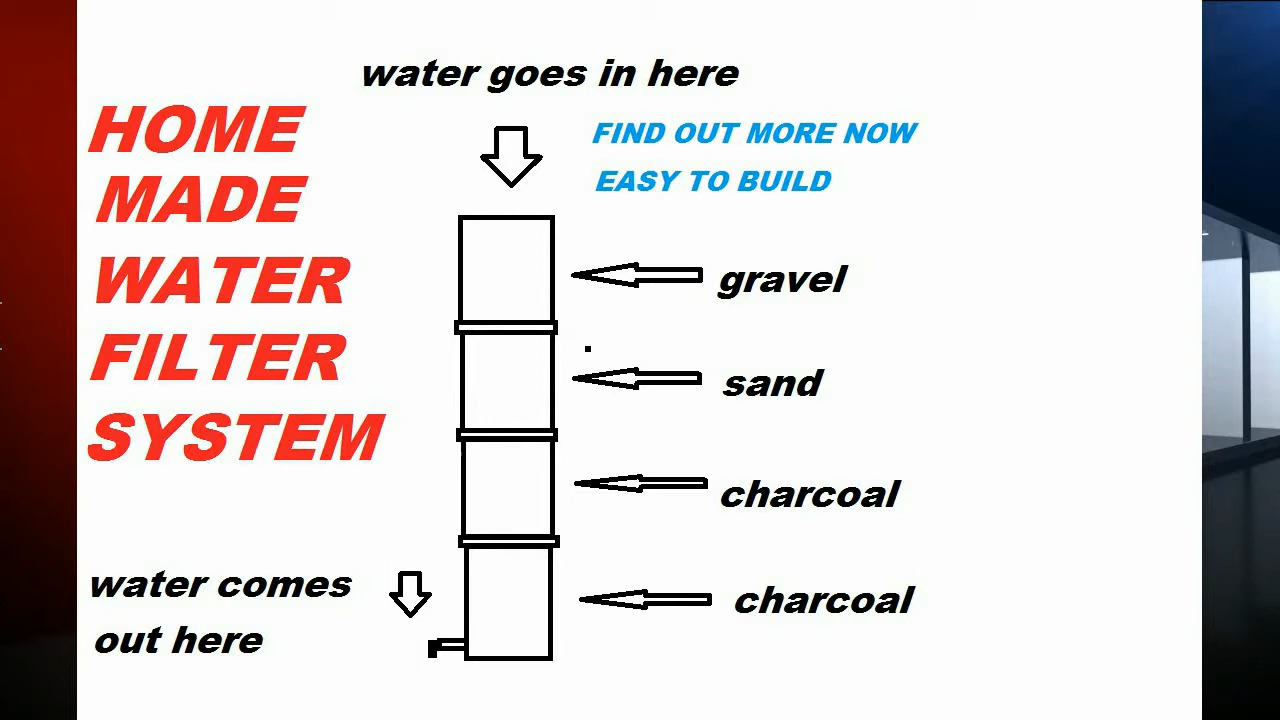 water goes in here
FIND OUT MORE NOW
EASY TO BUILD
HOME
MADE
WATER
FILTER
SYSTEM
gravel
sand
charcoal
charcoal
water comes
out here